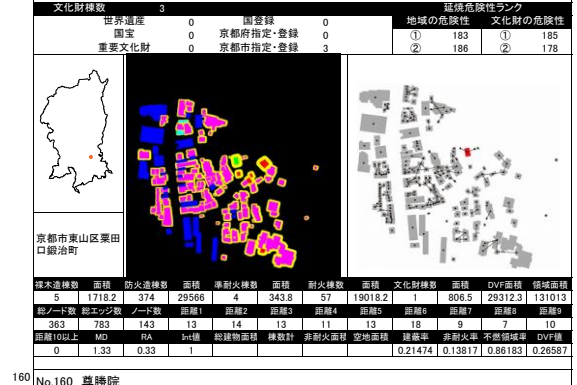 文化財棟数 3 延焼危険性ランク
世界遺産 0 国登録 0 地域の危険性 文化財の危険性
国宝 0 京都府指定・登録 0 ① 183 ① 185
重要文化財 0 京都市指定・登録 3 ② 186 ② 178
京都市東山区粟田
口鍛治町
裸木造棟数 面積 防火造棟数 面積 準耐火棟数 面積 耐火棟数 面積 文化財棟数 面積 DVF面積 領域面積
5 1718.2 374 29566 4 343.8 57 19018.2 1 806.5 29312.3 131013
総ノード数 総エッジ数 ノード数 距離1 距離2 距離3 距離4 距離5 距離6 距離7 距離8 距離9
363 783 143 13 14 13 11 13 18 9 7 10
距離10以上 MD RA Int値 総建物面積 棟数計 非耐火面積 空地面積 建蔽率 非耐火率 不燃領域率 DVF値
0 1.33 0.33 1 0.21474 0.13817 0.86183 0.26587
160 No.160 尊勝院